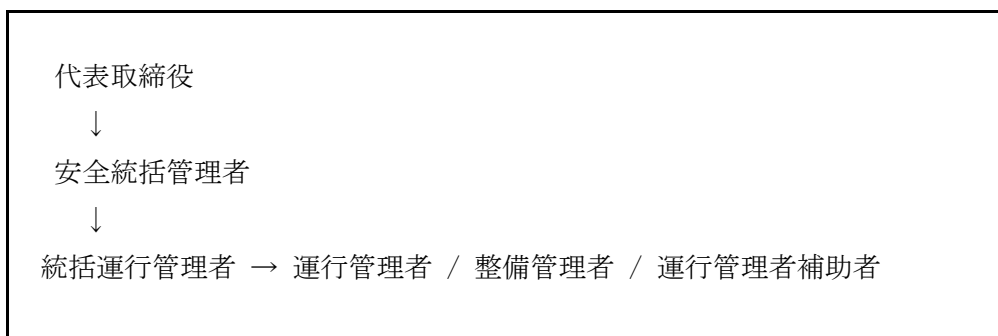 代表取締役
↓
安全統括管理者
↓
統括運行管理者 → 運行管理者 / 整備管理者 / 運行管理者補助者